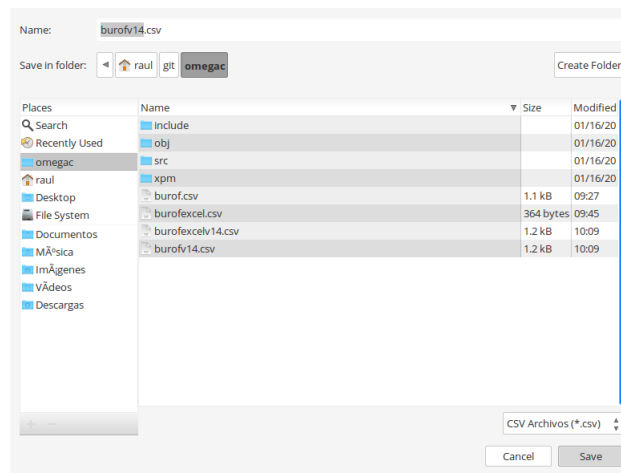 Name: burofv14.csv
Save in folder: raul git omegac Create Folder
Places Name Size Modified
Search include 01/16/20
Recently Used obj 01/16/20
omegac src 01/16/20
raul xpm 01/16/20
Desktop burof.csv 1.1 kB 09:27
File System burofexcel.csv 364 bytes 09:45
Documentos burofexcelv14.csv 1.2 kB 10:09
MÃºsica burofv14.csv 1.2 kB 10:09
ImÃ¡genes
VÃdeos
Descargas
CSV Archivos (*.csv)
Cancel Save